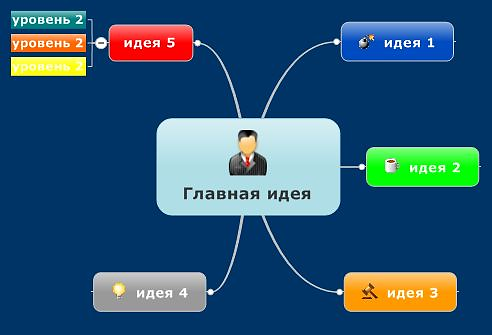 уровень 2
уровень 2
уровень 2
идея 5
идея 1
Главная идея
идея 2
идея 4
идея 3